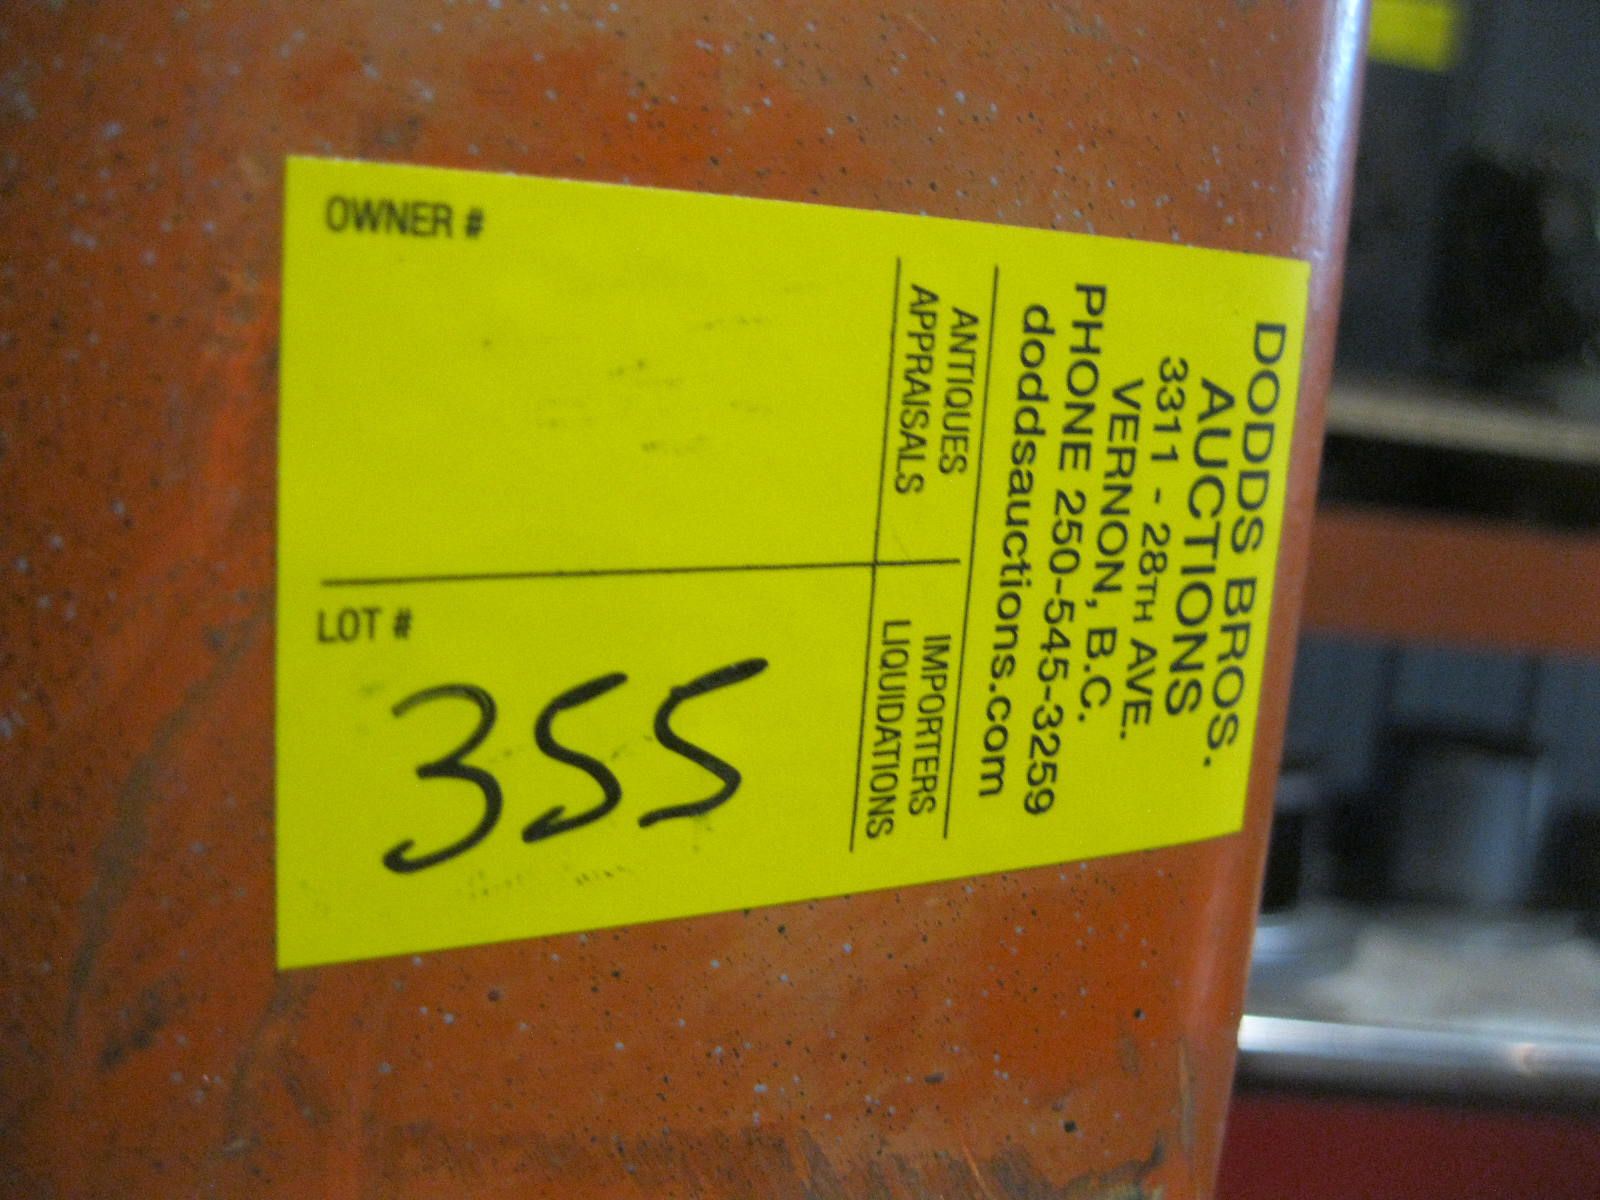 DODDS BROS.
AUCTIONS
3311 - 28TH AVE.
VERNON, B.C.
PHONE 250-545-3259
doddsauctions.com
ANTIQUES
APPRAISALS
IMPORTERS
LIQUIDATIONS
OWNER #
LOT #
355